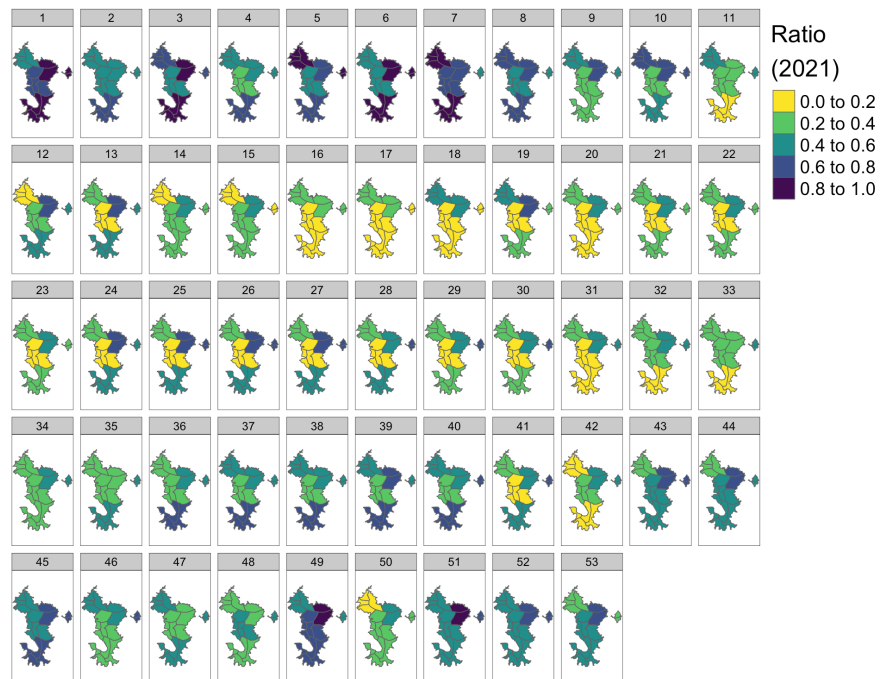 1 2 3 4 5 6 7 8 9 10 11
Ratio
(2021)
0.0 to 0.2
0.2 to 0.4
0.4 to 0.6
0.6 to 0.8
0.8 to 1.0
12 13 14 15 16 17 18 19 20 21 22
23 24 25 26 27 28 29 30 31 32 33
34 35 36 37 38 39 40 41 42 43 44
45 46 47 48 49 50 51 52 53